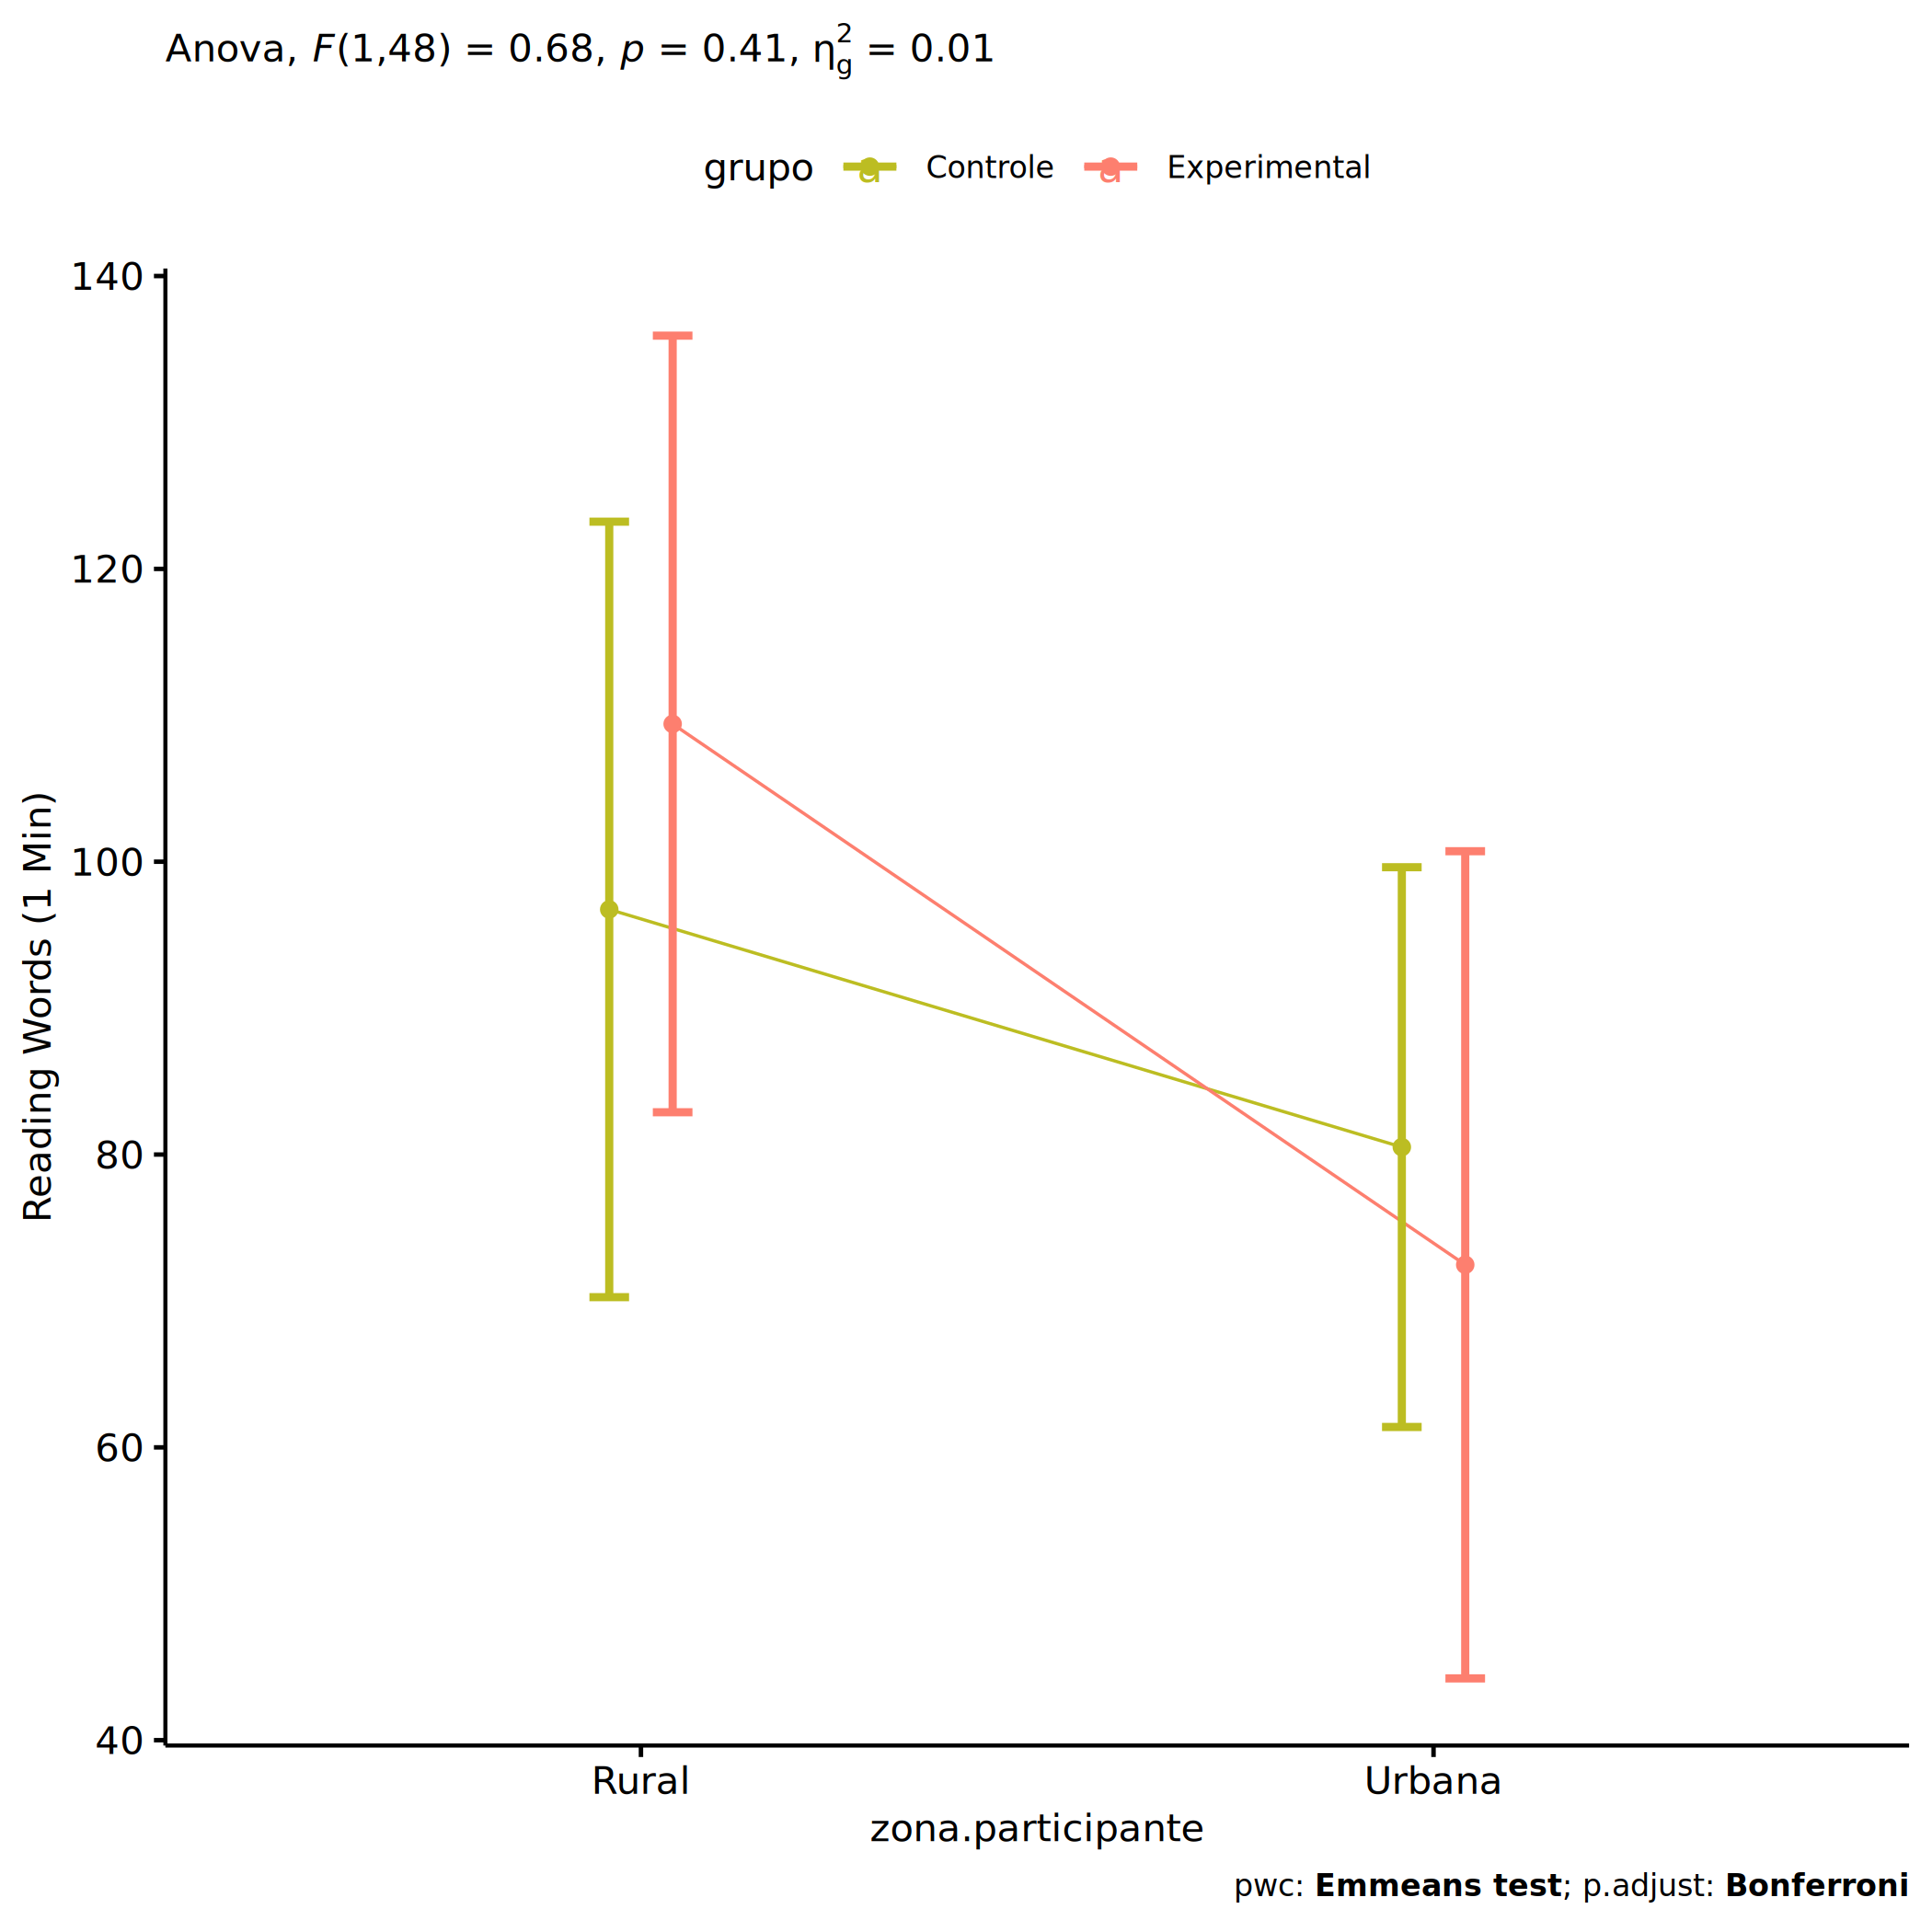 Anova, F(1,48) = 0.68, p = 0.41, η²g = 0.01
grupo a Controle a Experimental
140
120
100
80
60
40
Reading Words (1 Min)
Rural Urbana
zona.participante
pwc: Emmeans test; p.adjust: Bonferroni